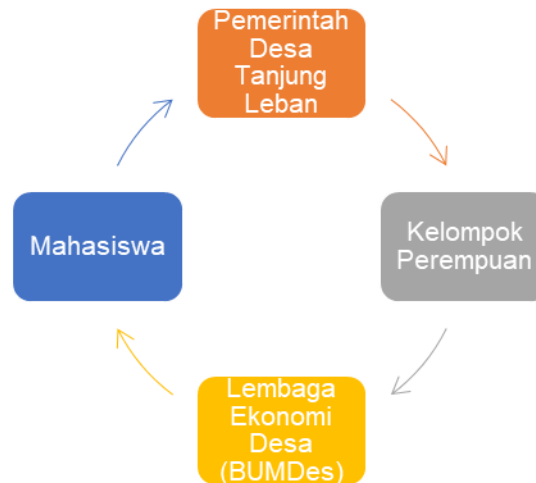 Pemerintah
Desa
Tanjung
Leban
Kelompok
Perempuan
Lembaga
Ekonomi
Desa
(BUMDes)
Mahasiswa